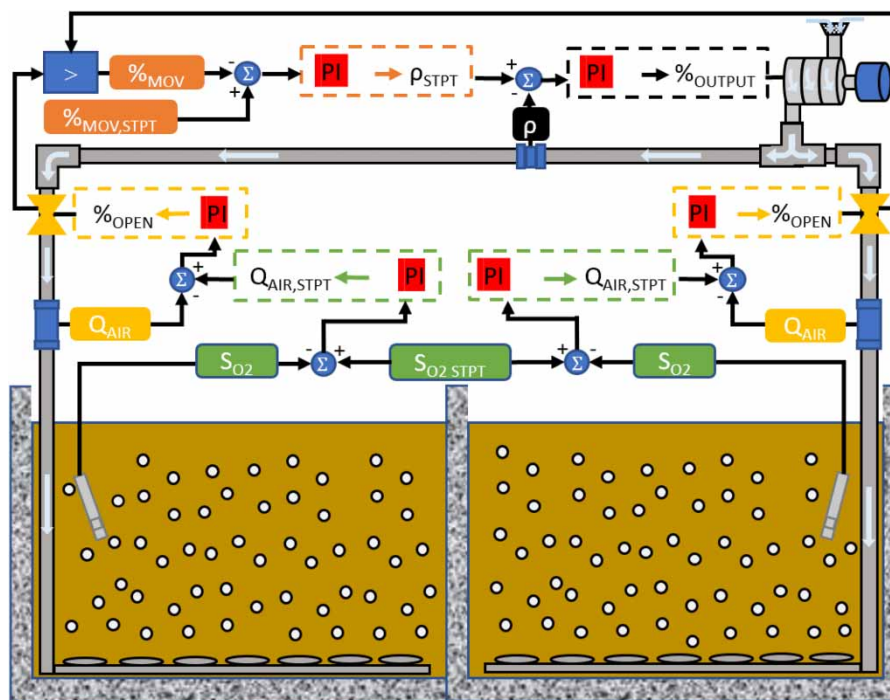 > %MOV - Σ + PI ρSTPT + Σ - PI %OUTPUT
%MOV,STPT
ρ
%OPEN PI PI %OPEN
+ Σ - QAIR,STPT PI PI QAIR,STPT + Σ -
QAIR QAIR
SO2 - Σ + SO2 STPT + Σ - SO2